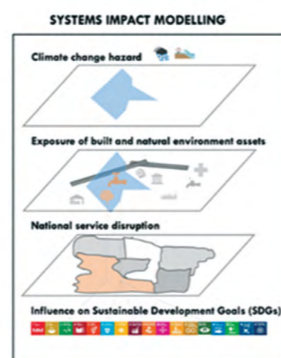 SYSTEMS IMPACT MODELLING
Climate change hazard
Exposure of built and natural environment assets
National service disruption
Influence on Sustainable Development Goals (SDGs)